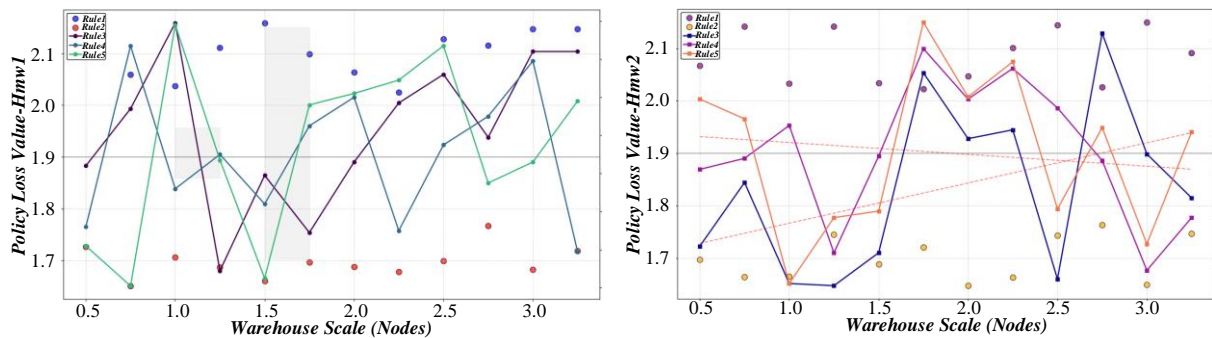 Policy Loss Value-Hmw1
2.1
2.0
1.9
1.8
1.7
Rule1
Rule2
Rule3
Rule4
Rule5
0.5 1.0 1.5 2.0 2.5 3.0
Warehouse Scale (Nodes)
Policy Loss Value-Hmw2
2.1
2.0
1.9
1.8
1.7
Rule1
Rule2
Rule3
Rule4
Rule5
0.5 1.0 1.5 2.0 2.5 3.0
Warehouse Scale (Nodes)